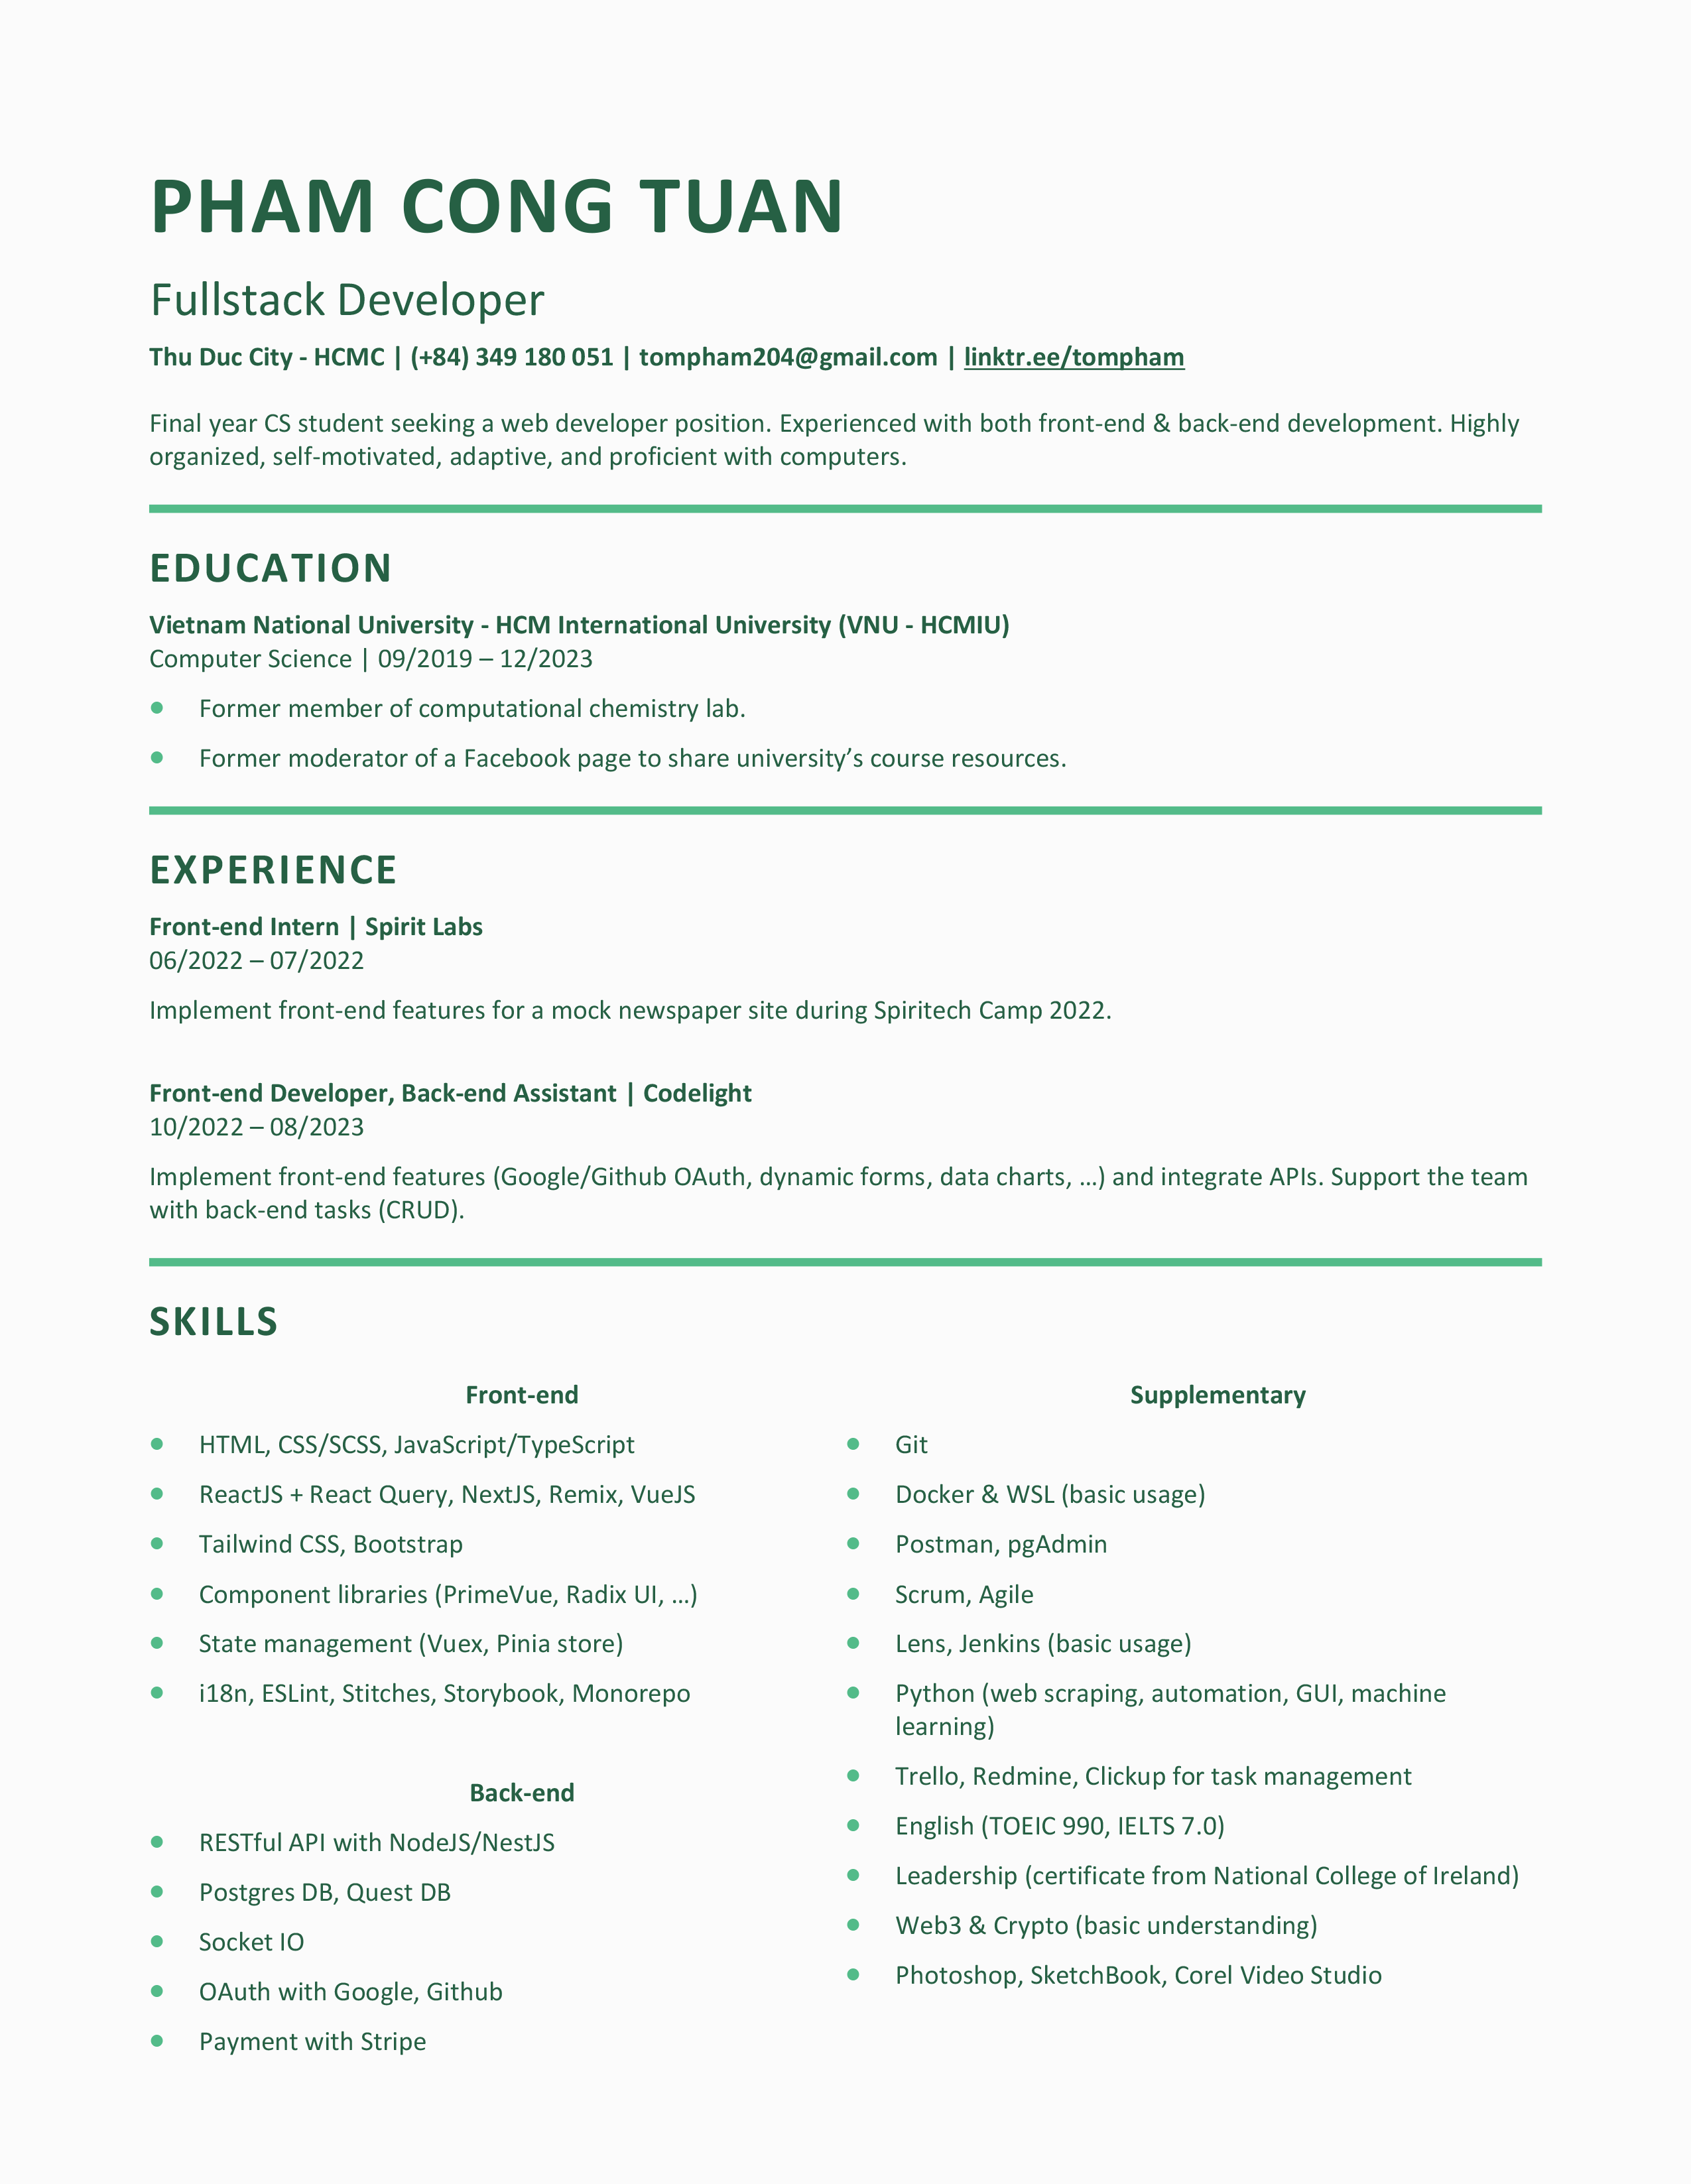 PHAM CONG TUAN
Fullstack Developer
Thu Duc City - HCMC | (+84) 349 180 051 | tompham204@gmail.com | linktr.ee/tompham
Final year CS student seeking a web developer position. Experienced with both front-end & back-end development. Highly
organized, self-motivated, adaptive, and proficient with computers.
EDUCATION
Vietnam National University - HCM International University (VNU - HCMIU)
Computer Science | 09/2019 – 12/2023
Former member of computational chemistry lab.
Former moderator of a Facebook page to share university’s course resources.
EXPERIENCE
Front-end Intern | Spirit Labs
06/2022 – 07/2022
Implement front-end features for a mock newspaper site during Spiritech Camp 2022.
Front-end Developer, Back-end Assistant | Codelight
10/2022 – 08/2023
Implement front-end features (Google/Github OAuth, dynamic forms, data charts, …) and integrate APIs. Support the team
with back-end tasks (CRUD).
SKILLS
Front-end
HTML, CSS/SCSS, JavaScript/TypeScript
ReactJS + React Query, NextJS, Remix, VueJS
Tailwind CSS, Bootstrap
Component libraries (PrimeVue, Radix UI, …)
State management (Vuex, Pinia store)
i18n, ESLint, Stitches, Storybook, Monorepo
Back-end
RESTful API with NodeJS/NestJS
Postgres DB, Quest DB
Socket IO
OAuth with Google, Github
Payment with Stripe
Supplementary
Git
Docker & WSL (basic usage)
Postman, pgAdmin
Scrum, Agile
Lens, Jenkins (basic usage)
Python (web scraping, automation, GUI, machine
learning)
Trello, Redmine, Clickup for task management
English (TOEIC 990, IELTS 7.0)
Leadership (certificate from National College of Ireland)
Web3 & Crypto (basic understanding)
Photoshop, SketchBook, Corel Video Studio